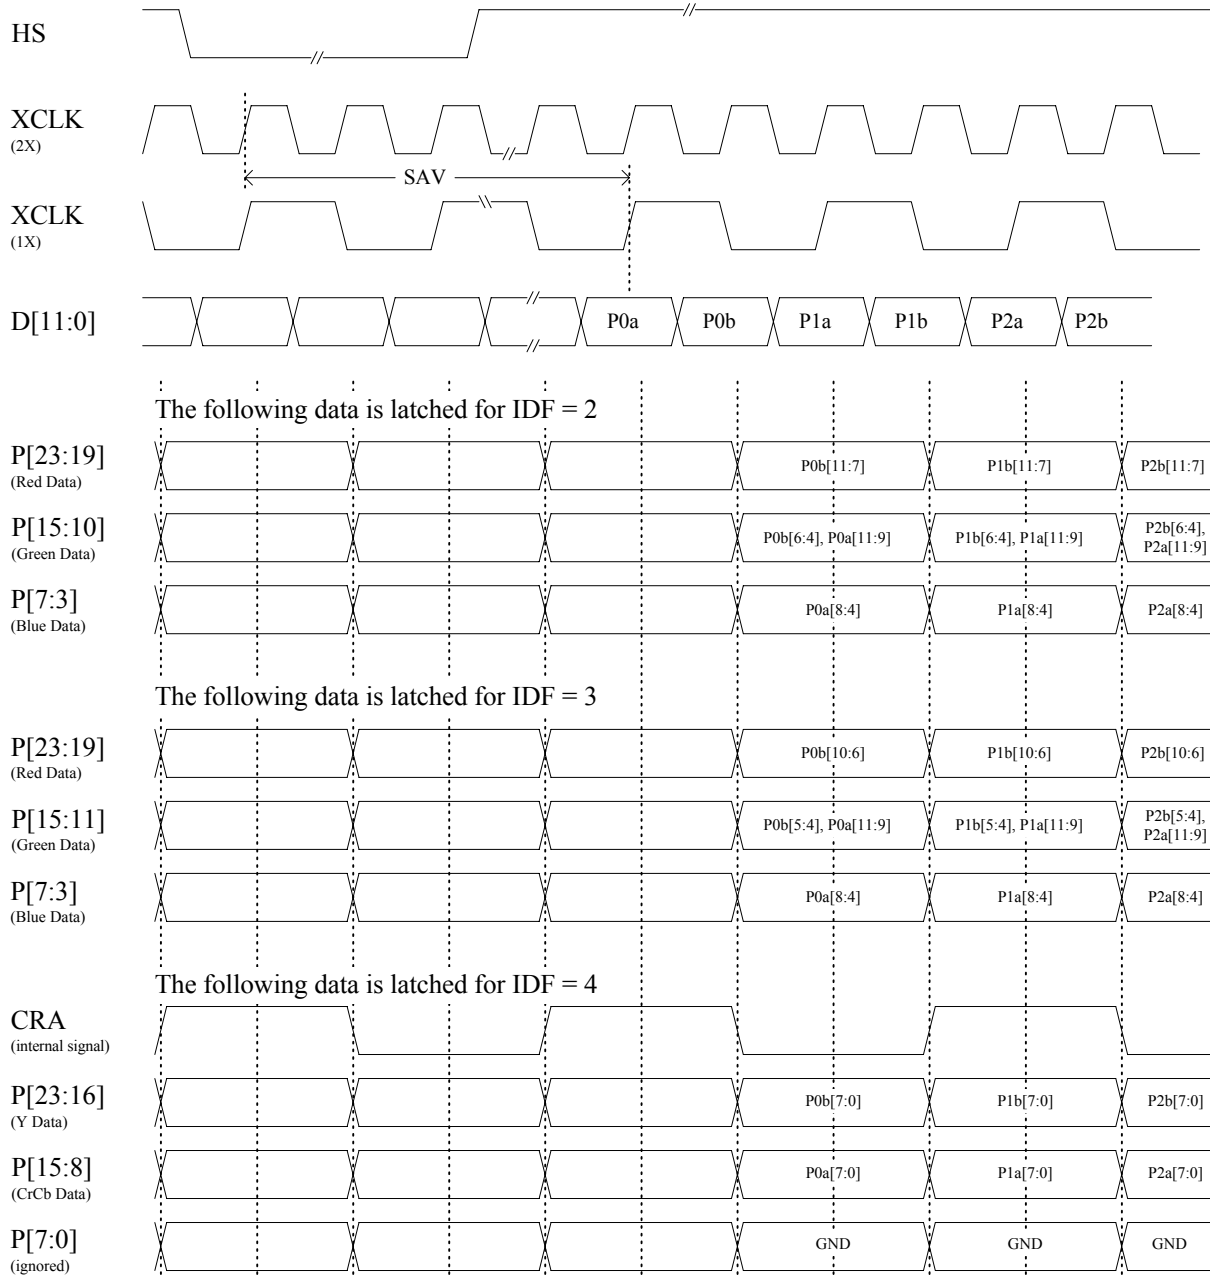 HS
XCLK
(2X)
SAV
XCLK
(1X)
D[11:0]
P0a P0b P1a P1b P2a P2b
The following data is latched for IDF = 2
P[23:19]
(Red Data)
P0b[11:7] P1b[11:7] P2b[11:7]
P[15:10]
(Green Data)
P0b[6:4], P0a[11:9] P1b[6:4], P1a[11:9] P2b[6:4],
P2a[11:9]
P[7:3]
(Blue Data)
P0a[8:4] P1a[8:4] P2a[8:4]
The following data is latched for IDF = 3
P[23:19]
(Red Data)
P0b[10:6] P1b[10:6] P2b[10:6]
P[15:11]
(Green Data)
P0b[5:4], P0a[11:9] P1b[5:4], P1a[11:9] P2b[5:4],
P2a[11:9]
P[7:3]
(Blue Data)
P0a[8:4] P1a[8:4] P2a[8:4]
The following data is latched for IDF = 4
CRA
(internal signal)
P[23:16]
(Y Data)
P0b[7:0] P1b[7:0] P2b[7:0]
P[15:8]
(CrCb Data)
P0a[7:0] P1a[7:0] P2a[7:0]
P[7:0]
(ignored)
GND GND GND